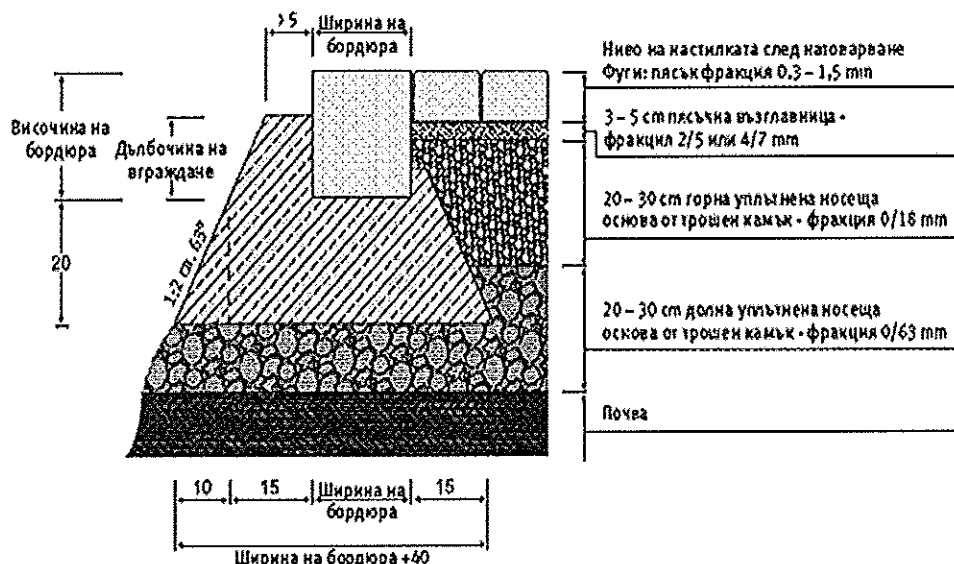 >5
Ширина на
бордюра
Ниво на настилката след натоварване
Фуги: пясък фракция 0,3 – 1,5 mm
3 – 5 cm пясъчна възглавница -
фракция 2/5 или 4/7 mm
Височина на
бордюра
Дълбочина на
вграждане
20 – 30 cm горна уплътнена носеща
основа от трошен камък - фракция 0/18 mm
20
1:2 ст. 63°
20 – 30 cm долна уплътнена носеща
основа от трошен камък - фракция 0/63 mm
Почва
10
15
Ширина на
бордюра
15
Ширина на бордюра +40